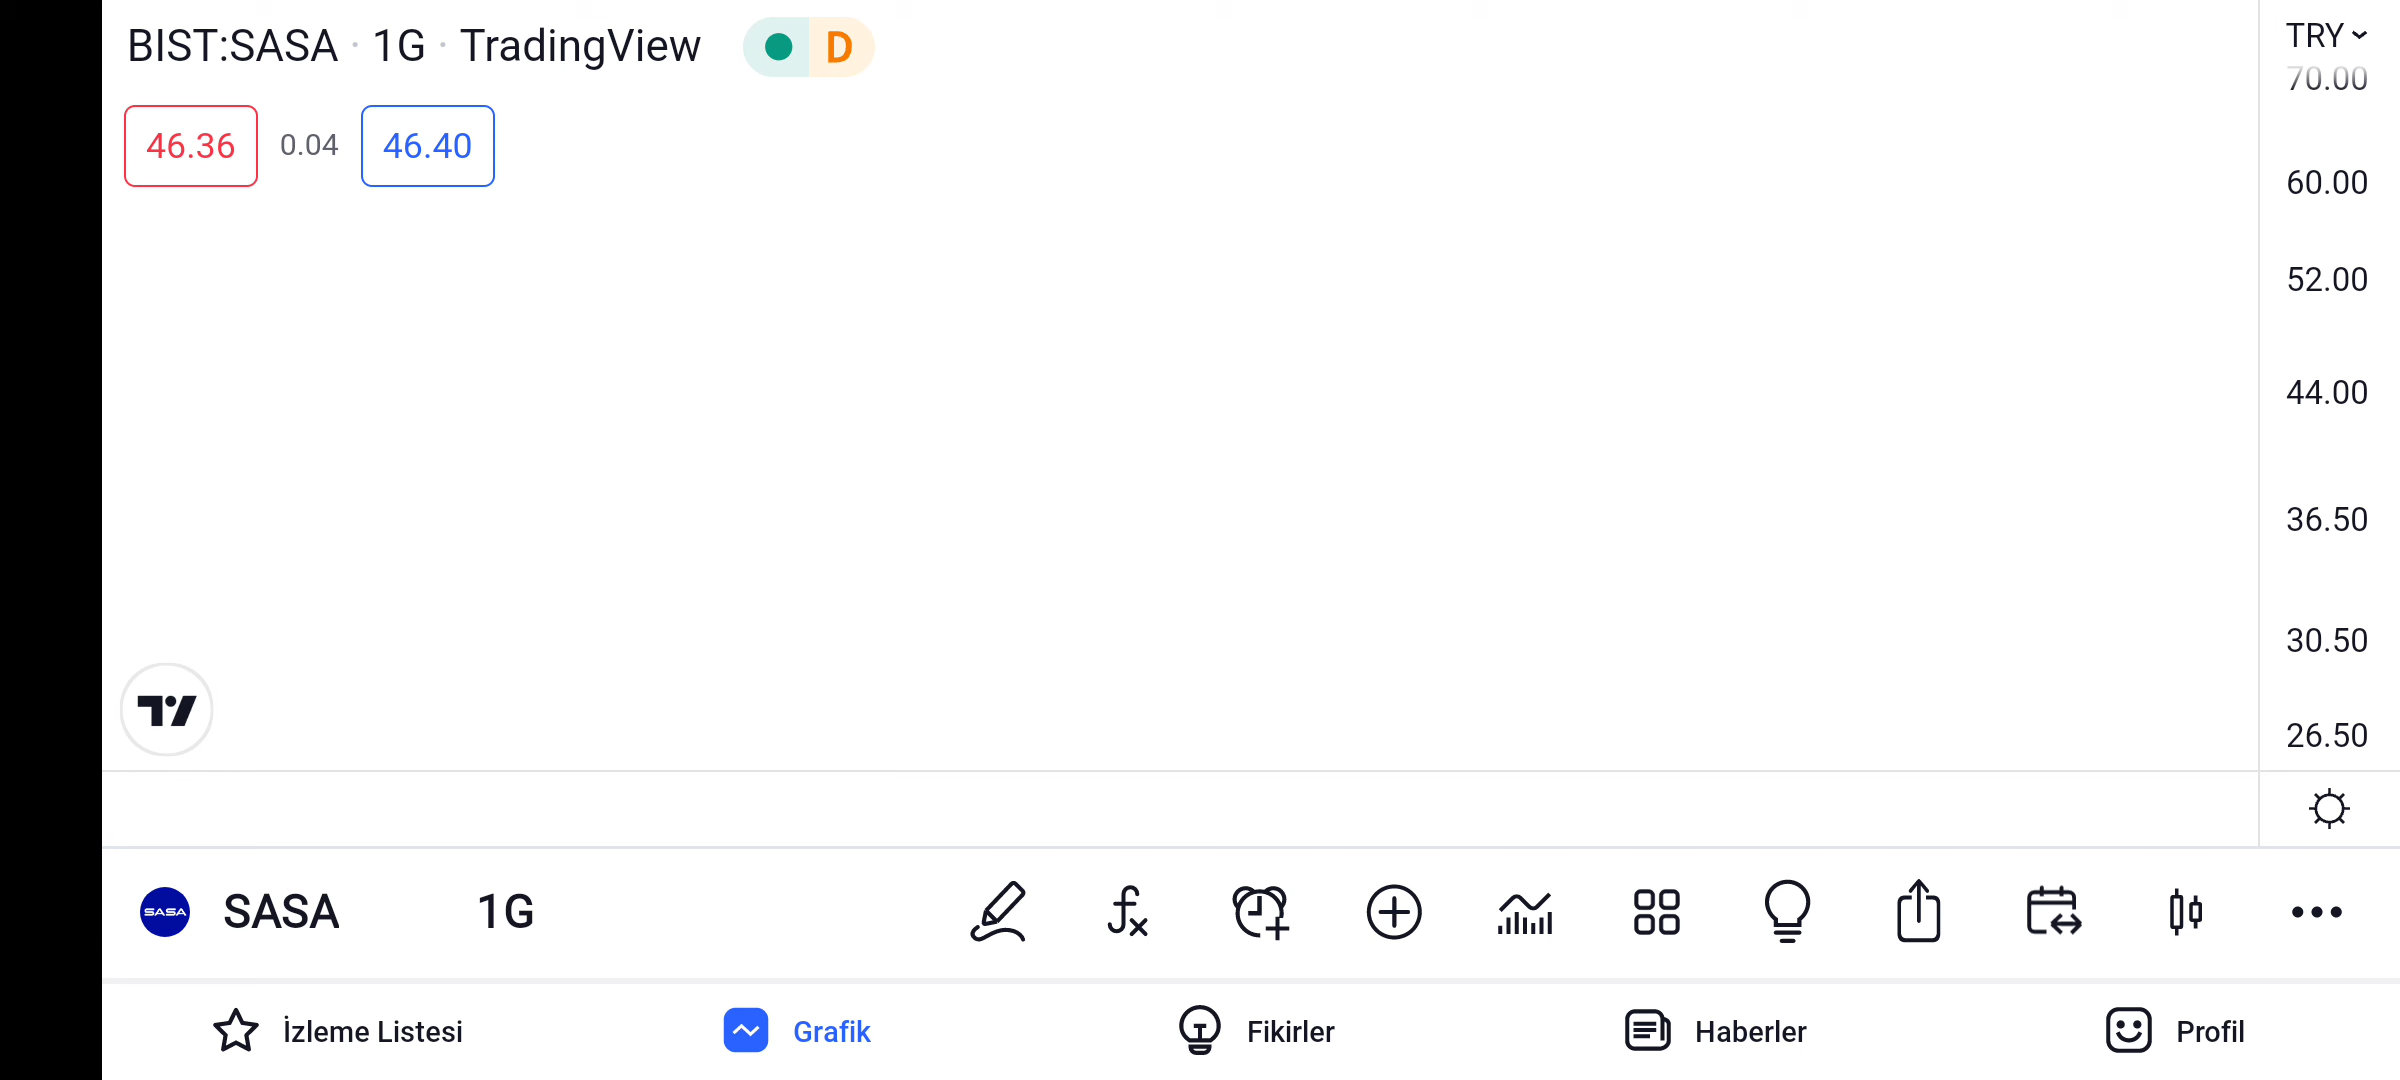 BIST:SASA · 1G · TradingView D
46.36 0.04 46.40
TRY
70.00
60.00
52.00
44.00
36.50
30.50
26.50
SASA SASA 1G
İzleme Listesi Grafik Fikirler Haberler Profil